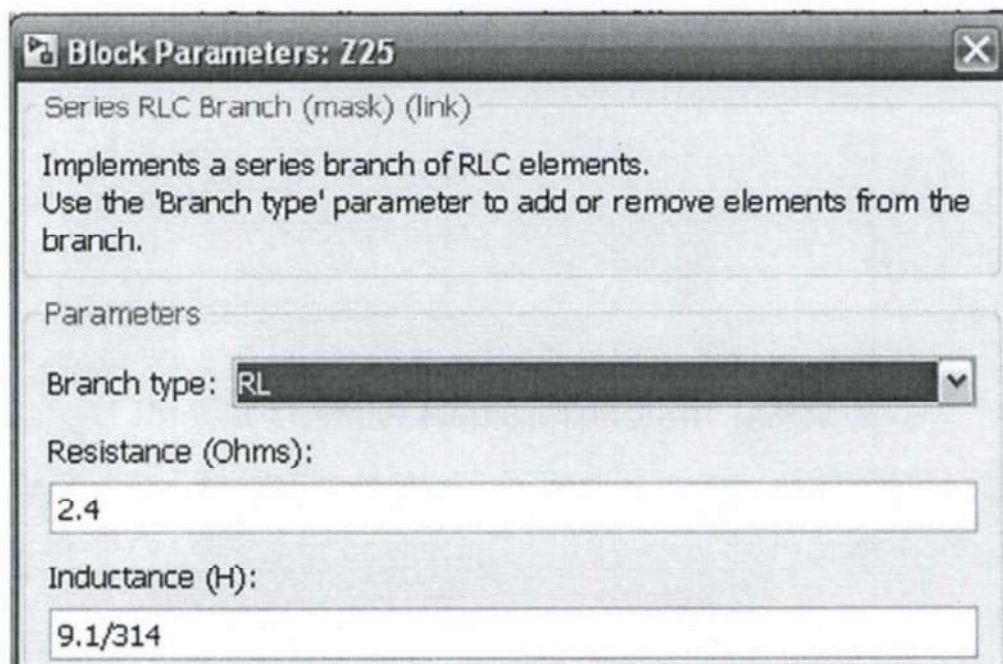 Block Parameters: Z25
Series RLC Branch (mask) (link)
Implements a series branch of RLC elements.
Use the 'Branch type' parameter to add or remove elements from the
branch.
Parameters
Branch type: RL
Resistance (Ohms):
2.4
Inductance (H):
9.1/314